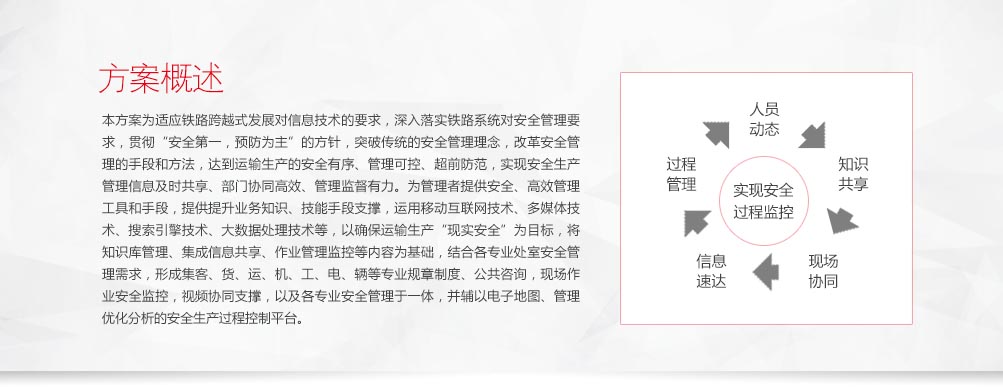 方案概述
本方案为适应铁路跨越式发展对信息技术的要求，深入落实铁路系统对安全管理要
求，贯彻“安全第一，预防为主”的方针，突破传统的安全管理理念，改革安全管
理的手段和方法，达到运输生产的安全有序、管理可控、超前防范，实现安全生产
管理信息及时共享、部门协同高效、管理监督有力。为管理者提供安全、高效管理
工具和手段，提供提升业务知识、技能手段支撑，运用移动互联网技术、多媒体技
术、搜索引擎技术、大数据处理技术等，以确保运输生产“现实安全”为目标，将
知识库管理、集成信息共享、作业管理监控等内容为基础，结合各专业处室安全管
理需求，形成集客、货、运、机、工、电、辆等专业规章制度、公共咨询，现场作
业安全监控，视频协同支撑，以及各专业安全管理于一体，并辅以电子地图、管理
优化分析的安全生产过程控制平台。
人员
动态
知识
共享
现场
协同
信息
速达
过程
管理
实现安全
过程监控